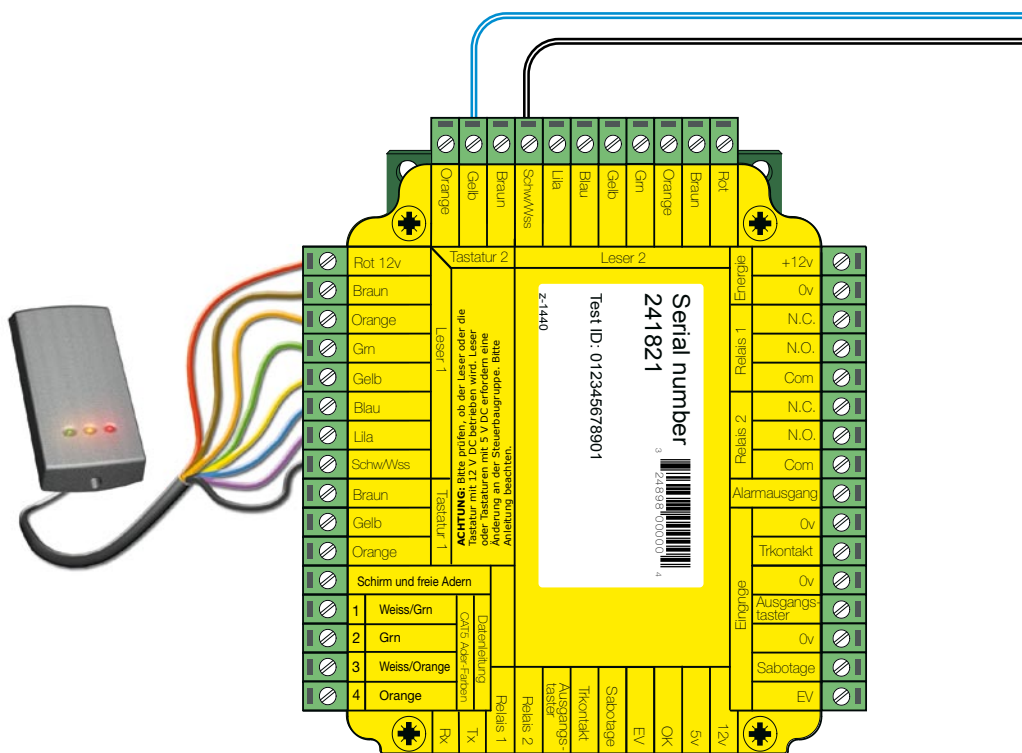 Orange
Gelb
Braun
Schw/Wss
Lila
Blau
Gelb
Grn
Orange
Braun
Rot
Tastatur 2
Leser 2
Rot 12v
Braun
Orange
Grn
Gelb
Blau
Lila
Schw/Wss
Leser 1
Braun
Gelb
Orange
Tastatur 1
Schirm und freie Adern
1 Weiss/Grn
2 Grn
3 Weiss/Orange
4 Orange
CAT5 Ader-Farben
Datenleitung
ACHTUNG: Bitte prüfen, ob der Leser oder die
Tastatur mit 12 V DC betrieben wird. Leser
oder Tastaturen mit 5 V DC erfordern eine
Änderung an der Steuerbaugruppe. Bitte
Anleitung beachten.
Serial number
241821
Test ID: 012345678901
z-1440
3 24898 00000 4
Energie
+12v
0v
Relais 1
N.C.
N.O.
Com
Relais 2
N.C.
N.O.
Com
Alarmausgang
Eingnge
0v
Trkontakt
0v
Ausgangs-
taster
0v
Sabotage
EV
Rx
Tx
Relais 1
Relais 2
Ausgangs-
taster
Trkontakt
Sabotage
EV
OK
5v
12v